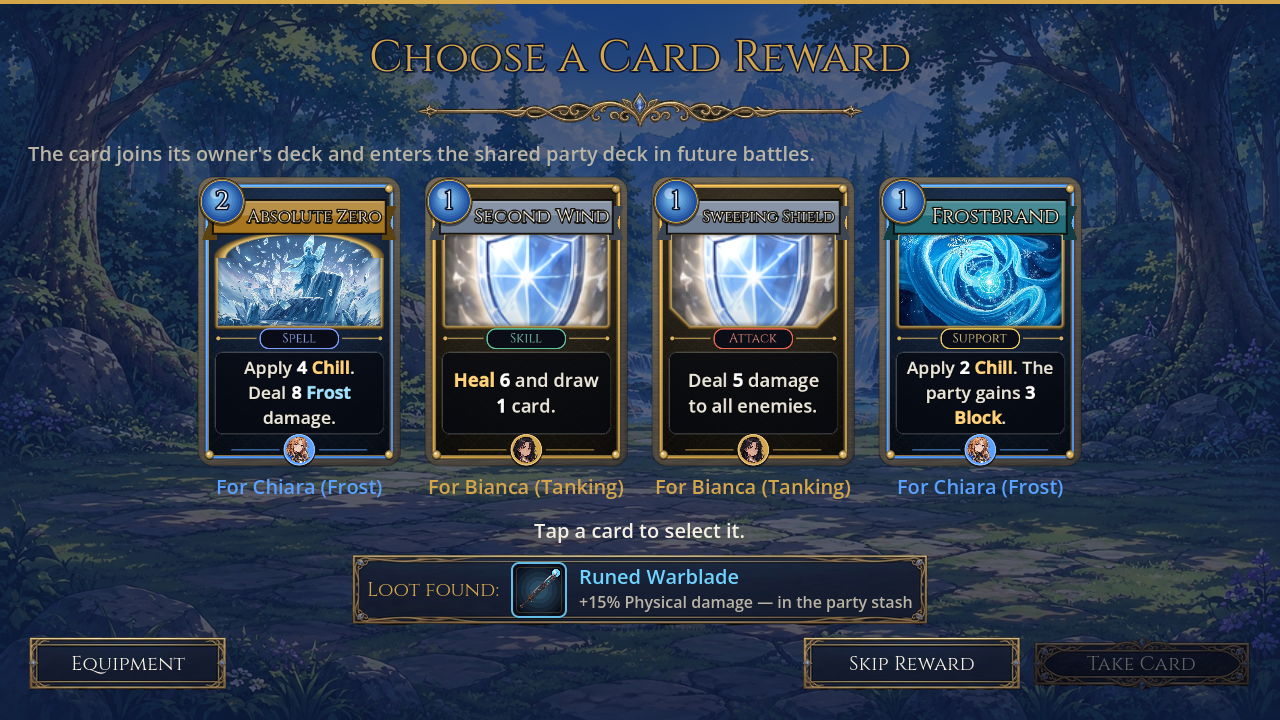 Choose a Card Reward
The card joins its owner's deck and enters the shared party deck in future battles.
2
Absolute Zero
Spell
Apply 4 Chill.
Deal 8 Frost
damage.
For Chiara (Frost)
1
Second Wind
Skill
Heal 6 and draw
1 card.
For Bianca (Tanking)
1
Sweeping Shield
Attack
Deal 5 damage
to all enemies.
For Bianca (Tanking)
1
Frostbrand
Support
Apply 2 Chill. The
party gains 3
Block.
For Chiara (Frost)
Tap a card to select it.
Loot found:
Runed Warblade
+15% Physical damage — in the party stash
Equipment
Skip Reward
Take Card